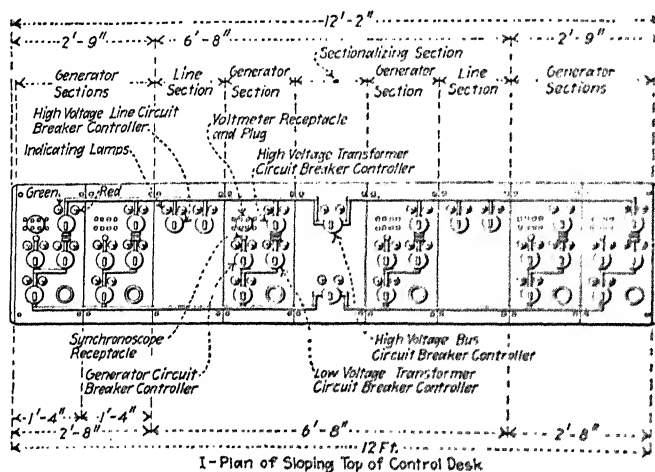 12'-2"
2'-9" 6'-8" 2'-9"
Sectionalizing Section
Generator Sections
Line Section
Generator Section
Generator Section
Line Section
Generator Sections
High Voltage Line Circuit
Breaker Controller
Voltmeter Receptacle
and Plug
Indicating Lamps
High Voltage Transformer
Circuit Breaker Controller
Green Red
Synchronoscope
Receptacle
High Voltage Bus
Circuit Breaker Controller
Generator Circuit
Breaker Controller
Low Voltage Transformer
Circuit Breaker Controller
1'-4" 1'-4"
2'-8" 6'-8" 2'-8"
12 Ft.
I-Plan of Sloping Top of Control Desk